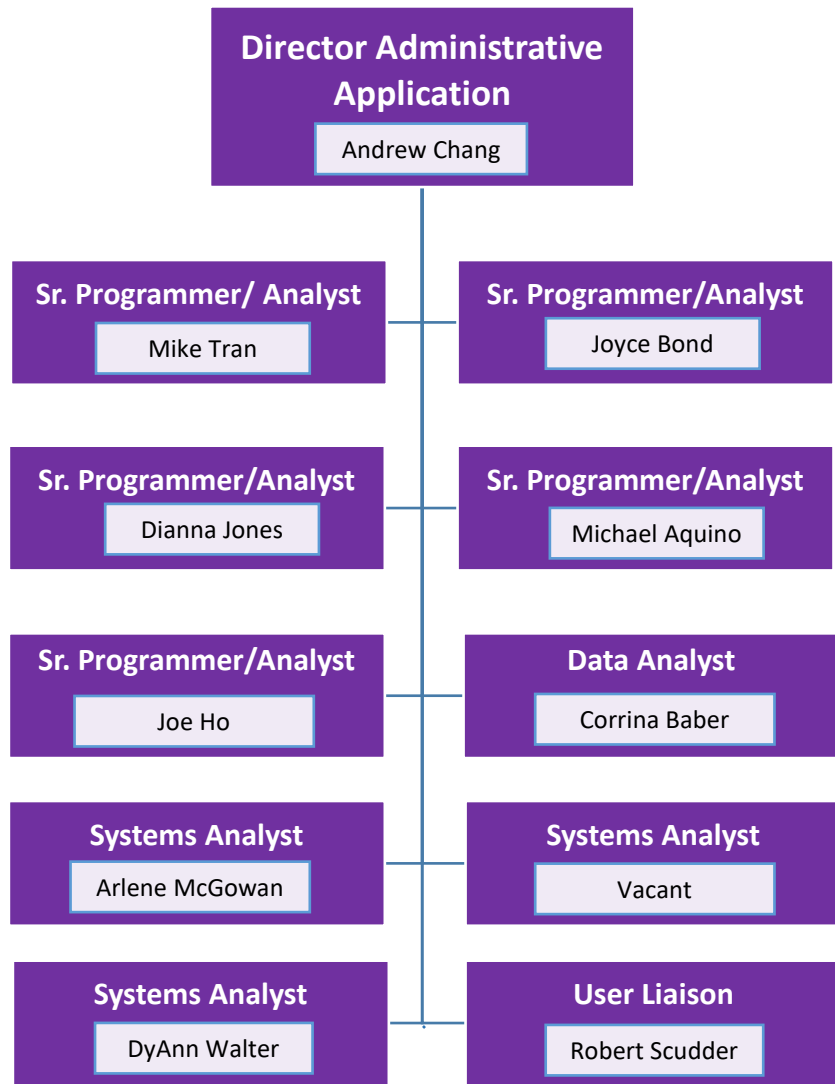 Director Administrative
Application
Andrew Chang
Sr. Programmer/ Analyst
Mike Tran
Sr. Programmer/Analyst
Joyce Bond
Sr. Programmer/Analyst
Dianna Jones
Sr. Programmer/Analyst
Michael Aquino
Sr. Programmer/Analyst
Joe Ho
Data Analyst
Corrina Baber
Systems Analyst
Arlene McGowan
Systems Analyst
Vacant
Systems Analyst
DyAnn Walter
User Liaison
Robert Scudder